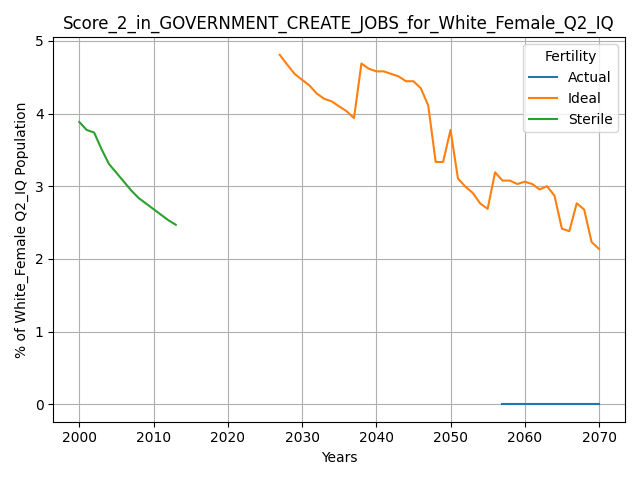 Score_2_in_GOVERNMENT_CREATE_JOBS_for_White_Female_Q2_IQ
% of White_Female Q2_IQ Population
5
4
3
2
1
0
Fertility
Actual
Ideal
Sterile
2000 2010 2020 2030 2040 2050 2060 2070
Years